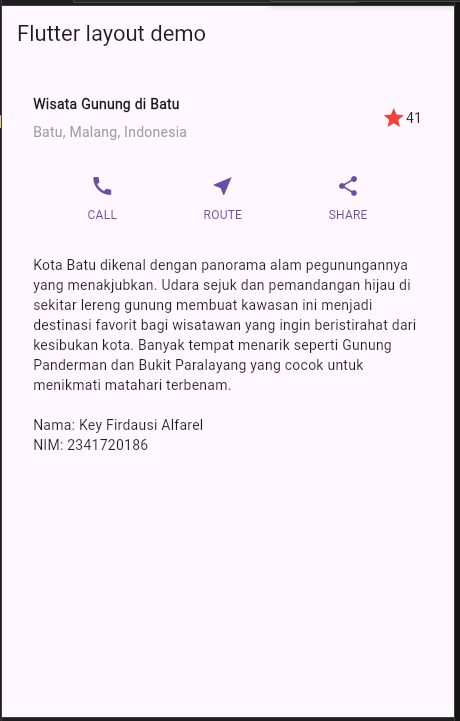 Flutter layout demo
Wisata Gunung di Batu
Batu, Malang, Indonesia
41
CALL
ROUTE
SHARE
Kota Batu dikenal dengan panorama alam pegunungannya
yang menakjubkan. Udara sejuk dan pemandangan hijau di
sekitar lereng gunung membuat kawasan ini menjadi
destinasi favorit bagi wisatawan yang ingin beristirahat dari
kesibukan kota. Banyak tempat menarik seperti Gunung
Panderman dan Bukit Paralayang yang cocok untuk
menikmati matahari terbenam.
Nama: Key Firdausi Alfarel
NIM: 2341720186